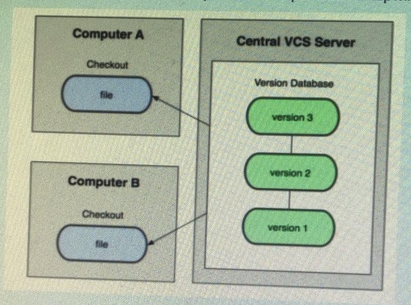 Computer A
Checkout
file
Computer B
Checkout
file
Central VCS Server
Version Database
version 3
version 2
version 1